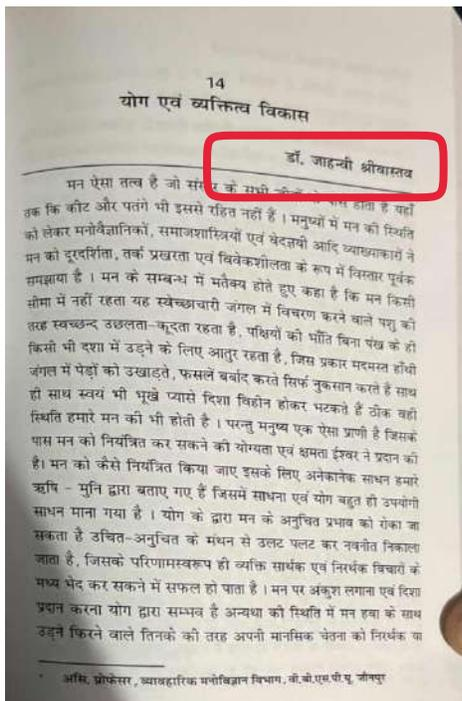 14
योग एवं व्यक्तित्व विकास
डॉ. जाहन्वी श्रीवास्तव
मन ऐसा तत्व है जो संसार के सभी पास होता है यहाँ
तक कि कीट और पतंगे भी इससे रहित नहीं हैं । मनुष्यों में मन की स्थिति
को लेकर मनोवैज्ञानिकों, समाजशास्त्रियों एवं वेदज्ञयी आदि व्याख्याकारों ने
मन को दूरदर्शिता, तर्क प्रखरता एवं विवेकशीलता के रूप में विस्तार पूर्वक
समझाया है । मन के सम्बन्ध में मतैक्य होते हुए कहा है कि मन किसी
सीमा में नहीं रहता यह स्वेच्छाचारी जंगल में विचरण करने वाले पशु की
तरह स्वच्छन्द उछलता-कूदता रहता है, पक्षियों की भाँति बिना पंख के ही
किसी भी दशा में उड़ने के लिए आतुर रहता है, जिस प्रकार मदमस्त हाँथी
जंगल में पेड़ों को उखाड़ते, फसलें बर्बाद करते सिर्फ नुकसान करते है साथ
ही साथ स्वयं भी भूखे प्यासे दिशा विहीन होकर भटकते हैं ठीक वही
स्थिति हमारे मन की भी होती है । परन्तु मनुष्य एक ऐसा प्राणी है जिसके
पास मन को नियंत्रित कर सकने की योग्यता एवं क्षमता ईश्वर ने प्रदान की
है। मन को कैसे नियंत्रित किया जाए इसके लिए अनेकानेक साधन हमारे
ऋषि - मुनि द्वारा बताए गए हैं जिसमें साधना एवं योग बहुत ही उपयोगी
साधन माना गया है । योग के द्वारा मन के अनुचित प्रभाव को रोका जा
सकता है उचित-अनुचित के मंथन से उलट पलट कर नवनीत निकाला
जाता है, जिसके परिणामस्वरूप ही व्यक्ति सार्थक एवं निरर्थक विचारों के
मध्य भेद कर सकने में सफल हो पाता है । मन पर अंकुश लगाना एवं दिशा
प्रदान करना योग द्वारा सम्भव है अन्यथा की स्थिति में मन हवा के साथ
उड़ने फिरने वाले तिनके की तरह अपनी मानसिक चेतना को निरर्थक या
* असि. प्रोफेसर, व्यावहारिक मनोविज्ञान विभाग, वी.बी.एस.पी.यू. जौनपुर